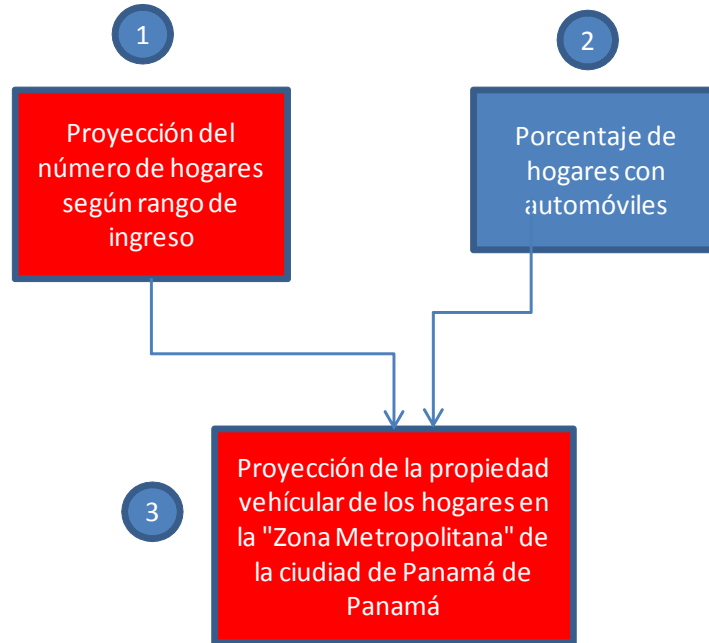 1
2
Proyección del
número de hogares
según rango de
ingreso
Porcentaje de
hogares con
automóviles
3
Proyección de la propiedad
vehícular de los hogares en
la "Zona Metropolitana" de
la ciudiad de Panamá de
Panamá